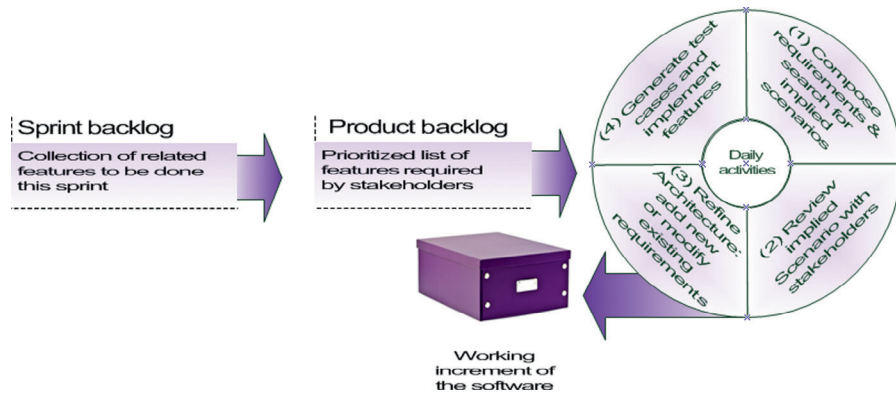 Sprint backlog
Collection of related
features to be done
this sprint
Product backlog
Prioritized list of
features required
by stakeholders
(4) Generate test
cases and
implement
features
(1) Compose
requirements &
search for
implied
scenarios
Daily
activities
(3) Refine
Architecture:
add new
or modify
existing
requirements
(2) Review
implied
Scenario with
stakeholders
Working
increment of
the software